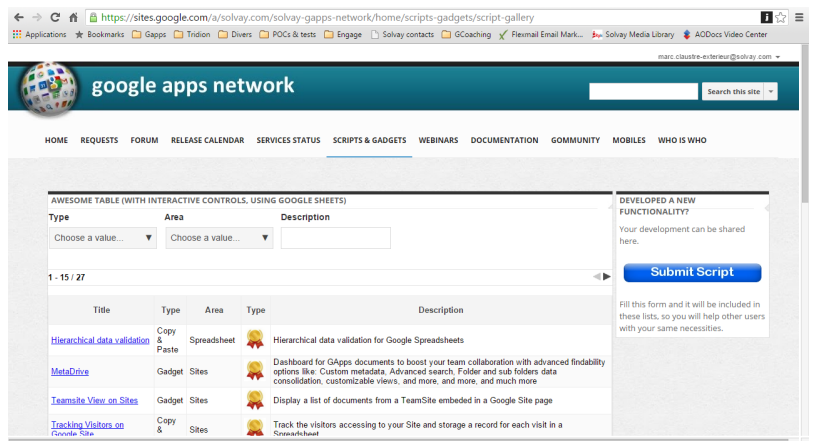 https://sites.google.com/a/solvay.com/solvay-gapps-network/home/scripts-gadgets/script-gallery
Applications Bookmarks Gapps Tridion Divers POCs & tests Engage Solvay contacts GCoaching Flexmail Email Mark... Solvay Media Library AODocs Video Center
marc.claustre-exterieur@solvay.com
google apps network
Search this site
HOME REQUESTS FORUM RELEASE CALENDAR SERVICES STATUS SCRIPTS & GADGETS WEBINARS DOCUMENTATION GOMMUNITY MOBILES WHO IS WHO
AWESOME TABLE (WITH INTERACTIVE CONTROLS, USING GOOGLE SHEETS)
Type Area Description
Choose a value... Choose a value...
1 - 15 / 27
Title Type Area Type Description
Hierarchical data validation Copy & Paste Spreadsheet Hierarchical data validation for Google Spreadsheets
MetaDrive Gadget Sites Dashboard for GApps documents to boost your team collaboration with advanced findability
options like: Custom metadata, Advanced search, Folder and sub folders data
consolidation, customizable views, and more, and more, and much more
Teamsite View on Sites Gadget Sites Display a list of documents from a TeamSite embeded in a Google Site page
Tracking Visitors on
Google Site
Copy
&
Sites
Track the visitors accessing to your Site and storage a record for each visit in a
Spreadsheet
DEVELOPED A NEW
FUNCTIONALITY?
Your development can be shared
here.
Submit Script
Fill this form and it will be included in
these lists, so you will help other users
with your same necessities.